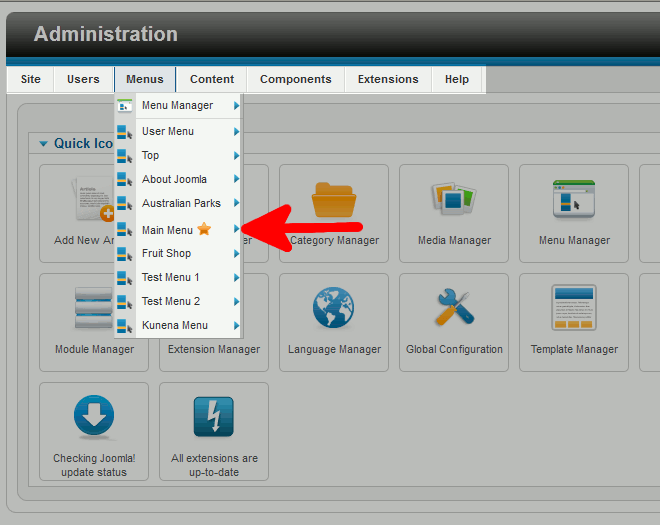 Administration
Site Users Menus Content Components Extensions Help
Menu Manager
User Menu
Top
About Joomla
Australian Parks
Main Menu
Fruit Shop
Test Menu 1
Test Menu 2
Kunena Menu
Quick Ico
Add New Ar
Category Manager
Media Manager
Menu Manager
Module Manager
Extension Manager
Language Manager
Global Configuration
Template Manager
Checking Joomla!
update status
All extensions are
up-to-date